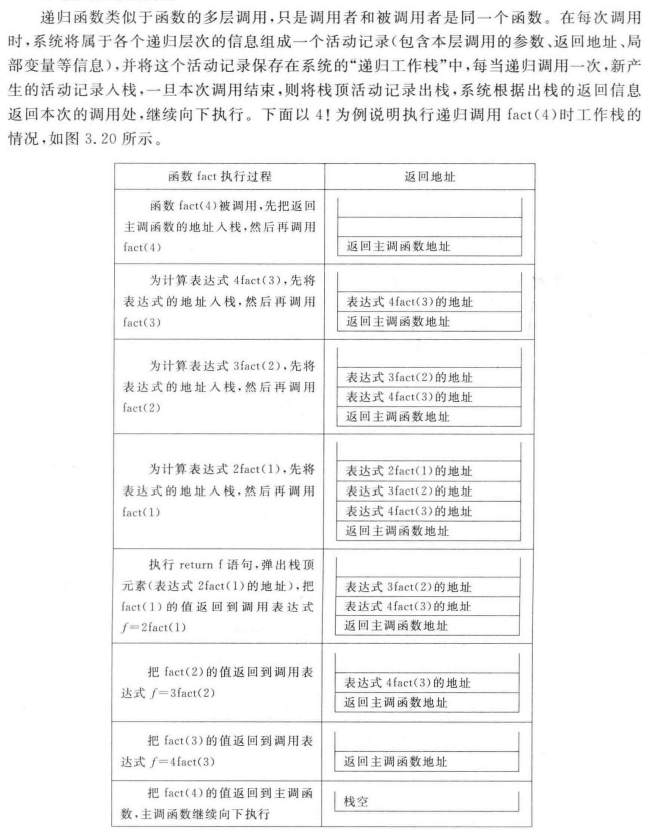 递归函数类似于函数的多层调用,只是调用者和被调用者是同一个函数。在每次调用
时,系统将属于各个递归层次的信息组成一个活动记录(包含本层调用的参数、返回地址、局
部变量等信息),并将这个活动记录保存在系统的“递归工作栈”中,每当递归调用一次,新产
生的活动记录入栈,一旦本次调用结束,则将栈顶活动记录出栈,系统根据出栈的返回信息
返回本次的调用处,继续向下执行。下面以 4! 为例说明执行递归调用 fact(4)时工作栈的
情况,如图 3.20 所示。
函数 fact 执行过程
返回地址
函数 fact(4)被调用,先把返回
主调函数的地址入栈,然后再调用
fact(4)
返回主调函数地址
为计算表达式 4fact(3),先将
表达式的地址入栈,然后再调用
fact(3)
表达式 4fact(3)的地址
返回主调函数地址
为计算表达式 3fact(2),先将
表达式的地址入栈,然后再调用
fact(2)
表达式 3fact(2)的地址
表达式 4fact(3)的地址
返回主调函数地址
为计算表达式 2fact(1),先将
表达式的地址入栈,然后再调用
fact(1)
表达式 2fact(1)的地址
表达式 3fact(2)的地址
表达式 4fact(3)的地址
返回主调函数地址
执行 return f 语句,弹出栈顶
元素(表达式 2fact(1)的地址),把
fact(1)的值返回到调用表达式
f=2fact(1)
表达式 3fact(2)的地址
表达式 4fact(3)的地址
返回主调函数地址
把 fact(2)的值返回到调用表
达式 f=3fact(2)
表达式 4fact(3)的地址
返回主调函数地址
把 fact(3)的值返回到调用表
达式 f=4fact(3)
返回主调函数地址
把 fact(4)的值返回到主调函
数,主调函数继续向下执行
栈空